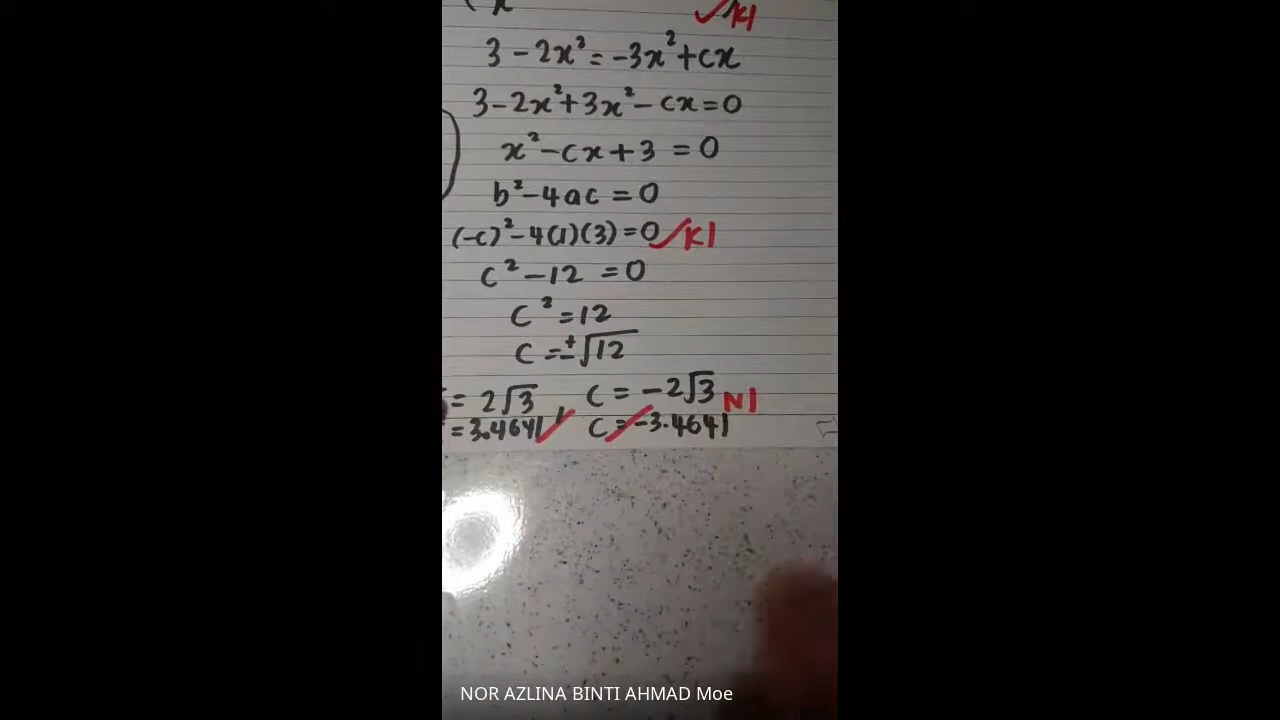 (x ✓K1
3 - 2x² = -3x² + cx
3 - 2x² + 3x² - cx = 0
x² - cx + 3 = 0
b² - 4ac = 0
(-c)² - 4(1)(3) = 0 ✓K1
c² - 12 = 0
c² = 12
c = ±√12
= 2√3 c = -2√3 N1
= 3.4641 ✓ c = -3.4641
NOR AZLINA BINTI AHMAD Moe